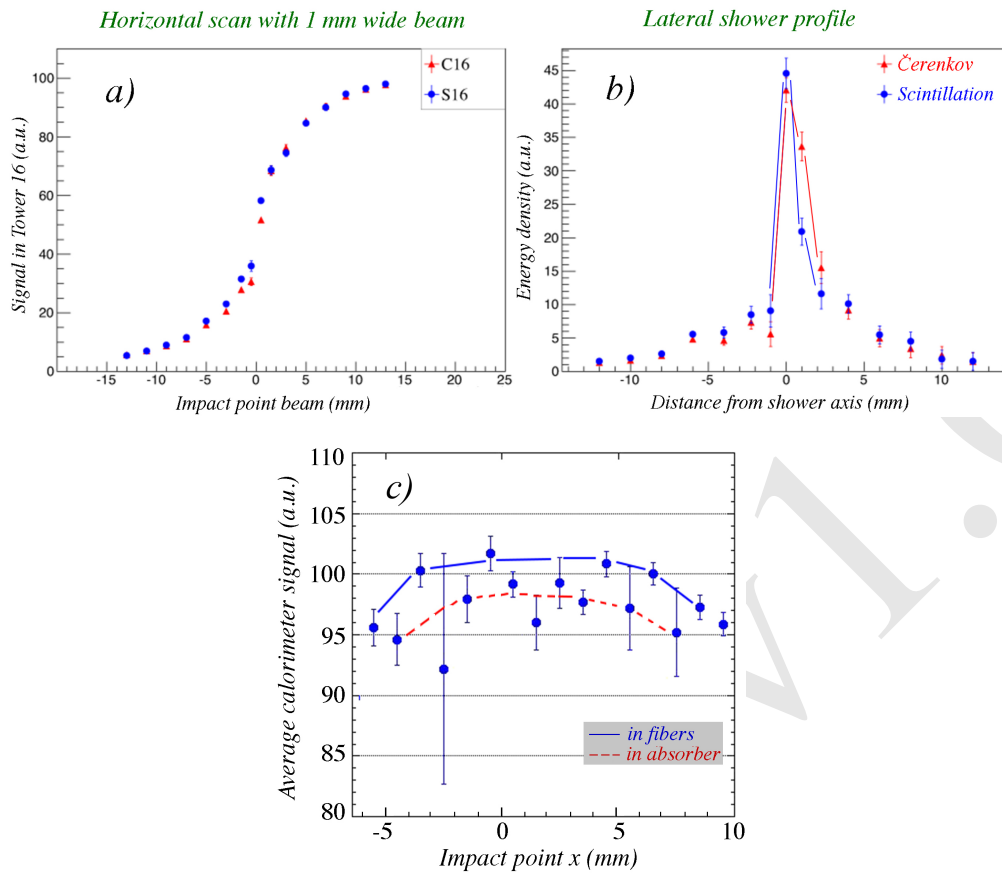 Horizontal scan with 1 mm wide beam
Lateral shower profile
a)
C16
S16
Signal in Tower 16 (a.u.)
100
80
60
40
20
0
-15
-10
-5
0
5
10
15
20
25
Impact point beam (mm)
b)
Čerenkov
Scintillation
Energy density (a.u.)
45
40
35
30
25
20
15
10
5
0
-10
-5
0
5
10
Distance from shower axis (mm)
c)
Average calorimeter signal (a.u.)
110
105
100
95
90
85
80
in fibers
in absorber
-5
0
5
10
Impact point x (mm)